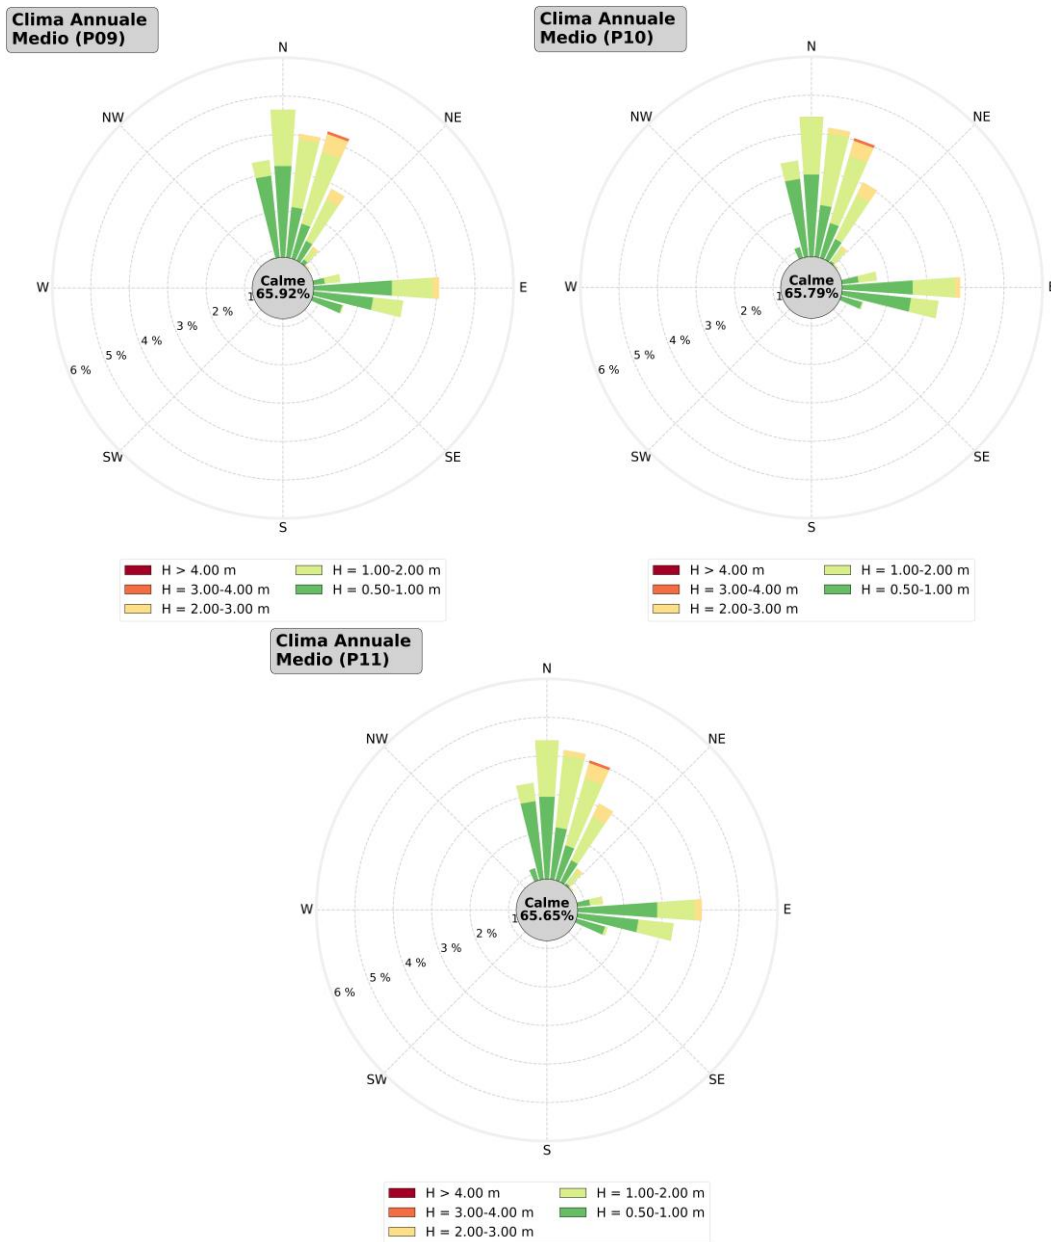 Clima Annuale
Medio (P09)
N
NW
NE
W
E
Calme
65.92%
1
2 %
3 %
4 %
5 %
6 %
SW
SE
S
H > 4.00 m
H = 3.00-4.00 m
H = 2.00-3.00 m
H = 1.00-2.00 m
H = 0.50-1.00 m
Clima Annuale
Medio (P10)
N
NW
NE
W
E
Calme
65.79%
1
2 %
3 %
4 %
5 %
6 %
SW
SE
S
H > 4.00 m
H = 3.00-4.00 m
H = 2.00-3.00 m
H = 1.00-2.00 m
H = 0.50-1.00 m
Clima Annuale
Medio (P11)
N
NW
NE
W
E
Calme
65.65%
1
2 %
3 %
4 %
5 %
6 %
SW
SE
S
H > 4.00 m
H = 3.00-4.00 m
H = 2.00-3.00 m
H = 1.00-2.00 m
H = 0.50-1.00 m